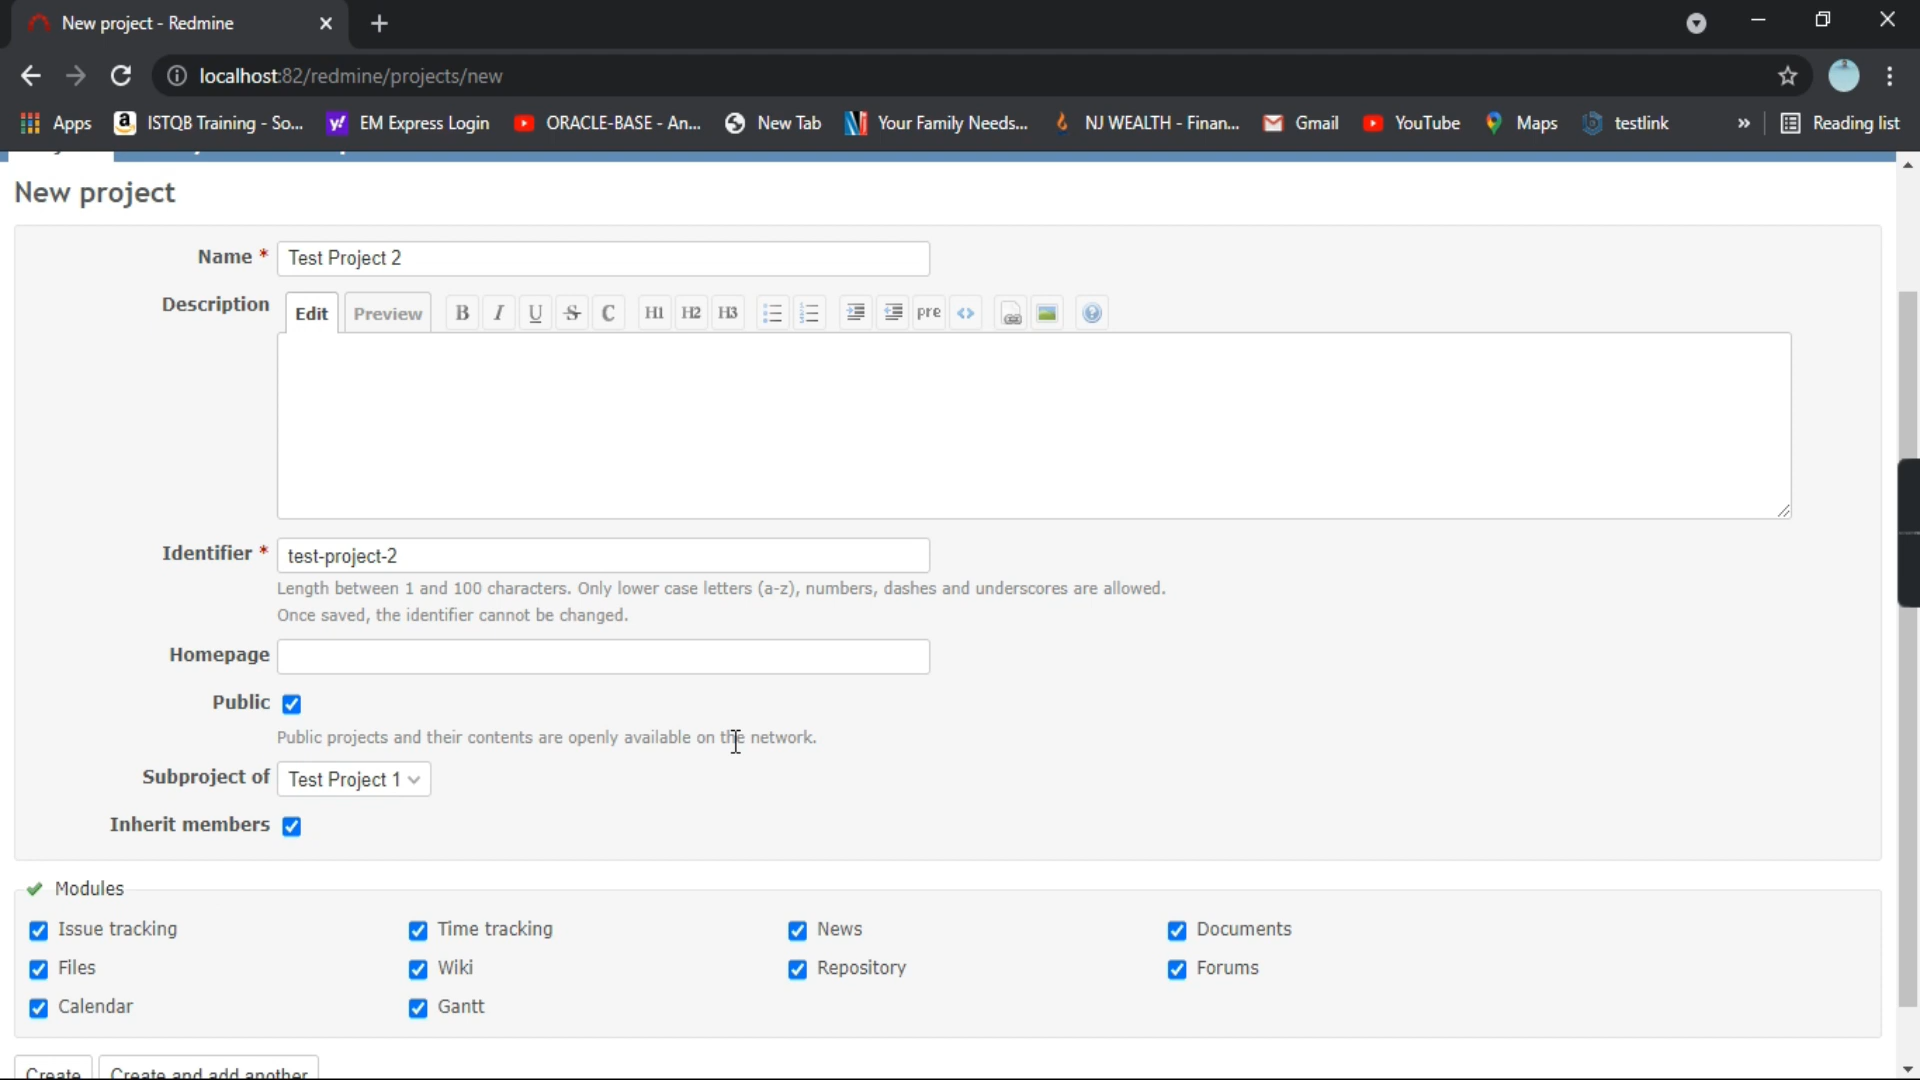 New project - Redmine
localhost:82/redmine/projects/new
Apps ISTQB Training - So... EM Express Login ORACLE-BASE - An... New Tab Your Family Needs... NJ WEALTH - Finan... Gmail YouTube Maps testlink » Reading list
New project
Name * Test Project 2
Description Edit Preview B I U S C H1 H2 H3 pre <>
Identifier * test-project-2
Length between 1 and 100 characters. Only lower case letters (a-z), numbers, dashes and underscores are allowed.
Once saved, the identifier cannot be changed.
Homepage
Public
Public projects and their contents are openly available on the network.
Subproject of Test Project 1
Inherit members
Modules
Issue tracking Time tracking News Documents
Files Wiki Repository Forums
Calendar Gantt
Create Create and add another